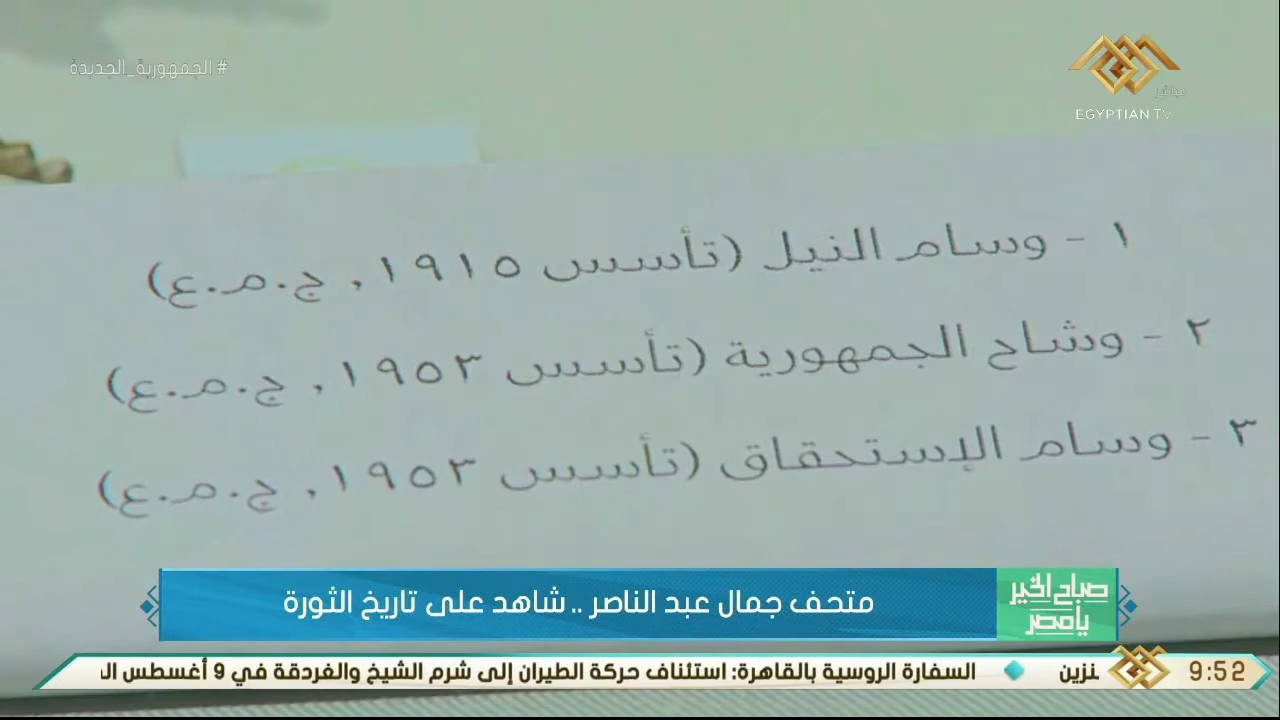 # الجمهورية_الجديدة
مباشر
EGYPTIAN TV
١ - وسام النيل (تأسس ١٩١٥ , ج.م.ع)
٢ - وشاح الجمهورية (تأسس ١٩٥٣ , ج.م.ع)
٣ - وسام الإستحقاق (تأسس ١٩٥٣ , ج.م.ع)
صباح الخير
يا مصر
متحف جمال عبد الناصر .. شاهد على تاريخ الثورة
السفارة الروسية بالقاهرة: استئناف حركة الطيران إلى شرم الشيخ والغردقة في 9 أغسطس
9:52